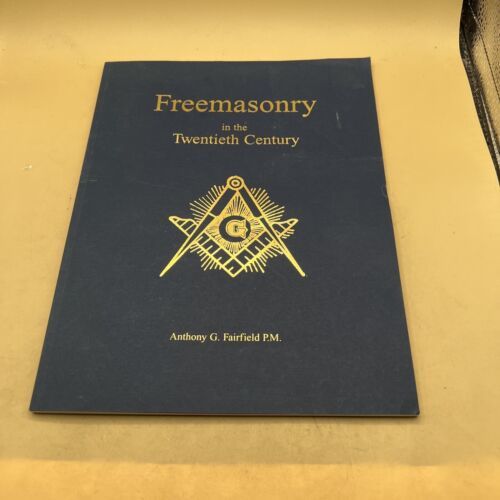 Freemasonry
in the
Twentieth Century
G
Anthony G. Fairfield P.M.